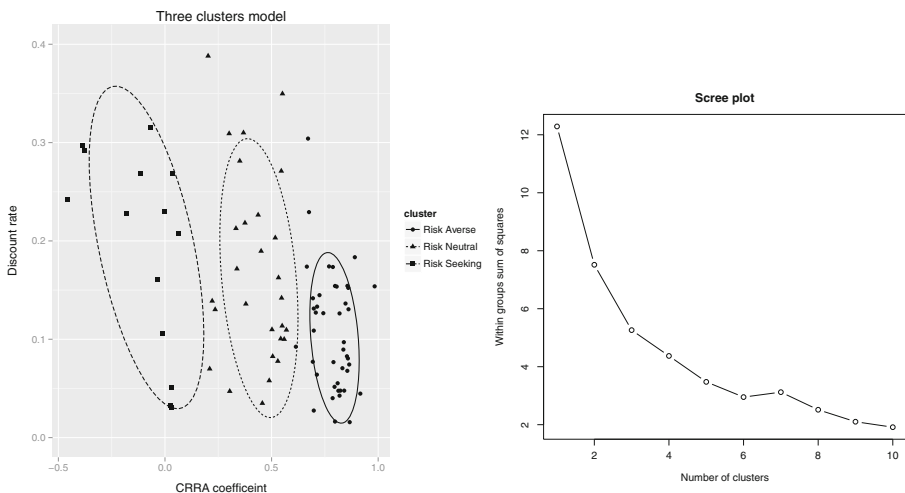 Three clusters model
0.4
0.3
0.2
0.1
0.0
Discount rate
−0.5
0.0
0.5
1.0
CRRA coefficeint
cluster
Risk Averse
Risk Neutral
Risk Seeking
Scree plot
12
10
8
6
4
2
Within groups sum of squares
2
4
6
8
10
Number of clusters